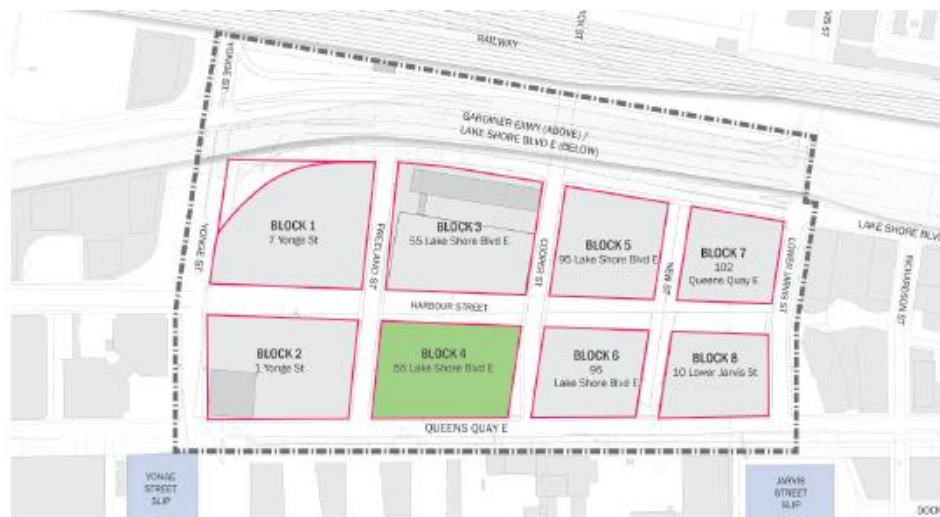 RAILWAY
YONGE ST
GARDINER EXWY (ABOVE) /
LAKE SHORE BLVD E (BELOW)
LAKE SHORE BLVD
YONGE ST
BLOCK 1
7 Yonge St
FREELAND ST
BLOCK 3
55 Lake Shore Blvd E
COOPER ST
BLOCK 5
95 Lake Shore Blvd E
NEW ST
BLOCK 7
102
Queens Quay E
LOWER JARVIS ST
RICHARDSON ST
HARBOUR STREET
BLOCK 2
1 Yonge St
BLOCK 4
55 Lake Shore Blvd E
BLOCK 6
95
Lake Shore Blvd E
BLOCK 8
10 Lower Jarvis St
QUEENS QUAY E
YONGE
STREET
SLIP
JARVIS
STREET
SLIP
DOCK